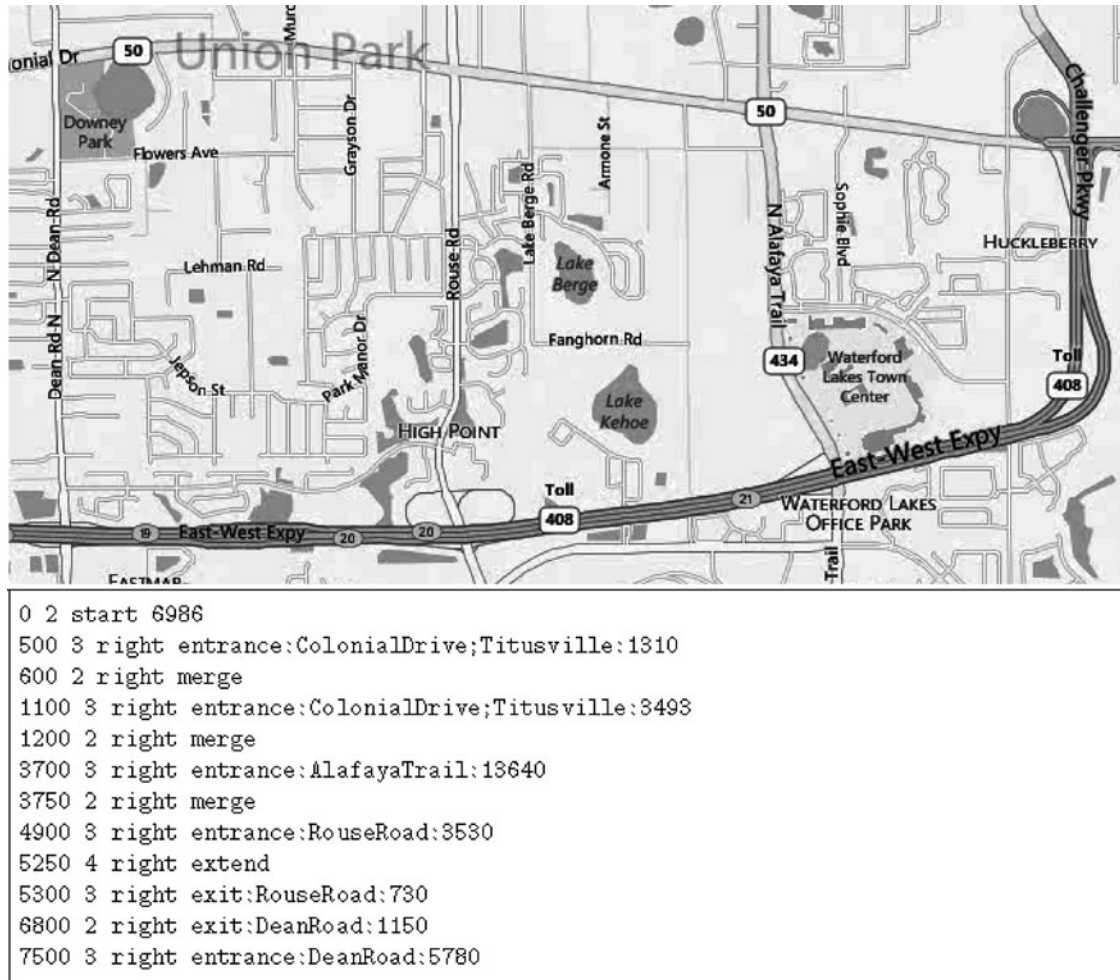 Union Park
50
onial Dr
Downey
Park
Flowers Ave
Grayson Dr
Armone St
Lake Berge Rd
50
Challenger Pkwy
N Dean Rd
Lehman Rd
Rouse Rd
Lake
Berge
N Alafaya Trail
Sophie Blvd
HUCKLEBERRY
Dean Rd N
Jepson St
Park Manor Dr
Fanghorn Rd
434
Waterford
Lakes Town
Center
Toll
408
HIGH POINT
Lake
Kehoe
East-West Expy
Toll
408
21
WATERFORD LAKES
OFFICE PARK
19
East-West Expy
20
20
Trail
0 2 start 6986
500 3 right entrance:ColonialDrive;Titusville:1310
600 2 right merge
1100 3 right entrance:ColonialDrive;Titusville:3493
1200 2 right merge
3700 3 right entrance:AlafayaTrail:13640
3750 2 right merge
4900 3 right entrance:RouseRoad:3530
5250 4 right extend
5300 3 right exit:RouseRoad:730
6800 2 right exit:DeanRoad:1150
7500 3 right entrance:DeanRoad:5780